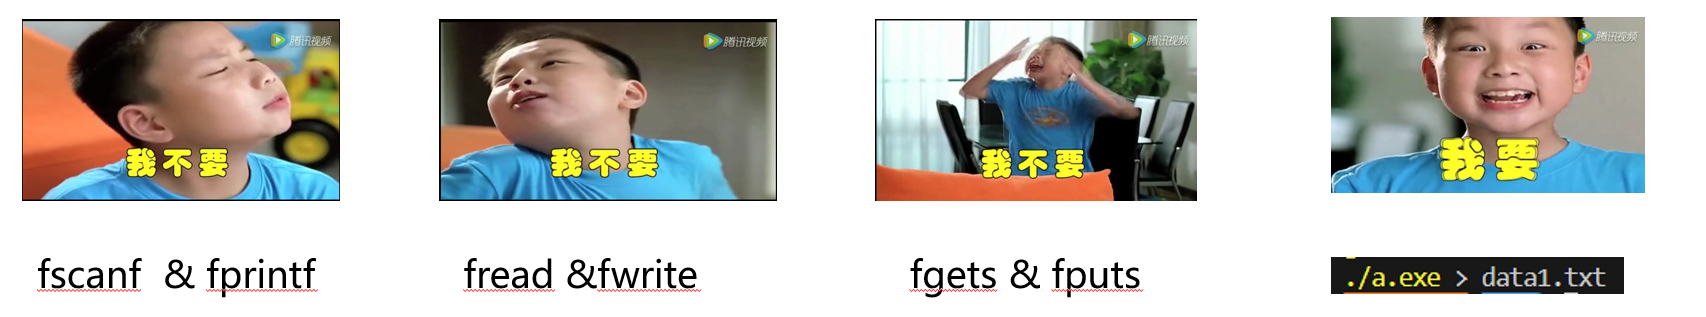 腾讯视频
我不要
fscanf & fprintf
腾讯视频
我不要
fread &fwrite
腾讯视频
我不要
fgets & fputs
腾讯视频
我要
./a.exe > data1.txt